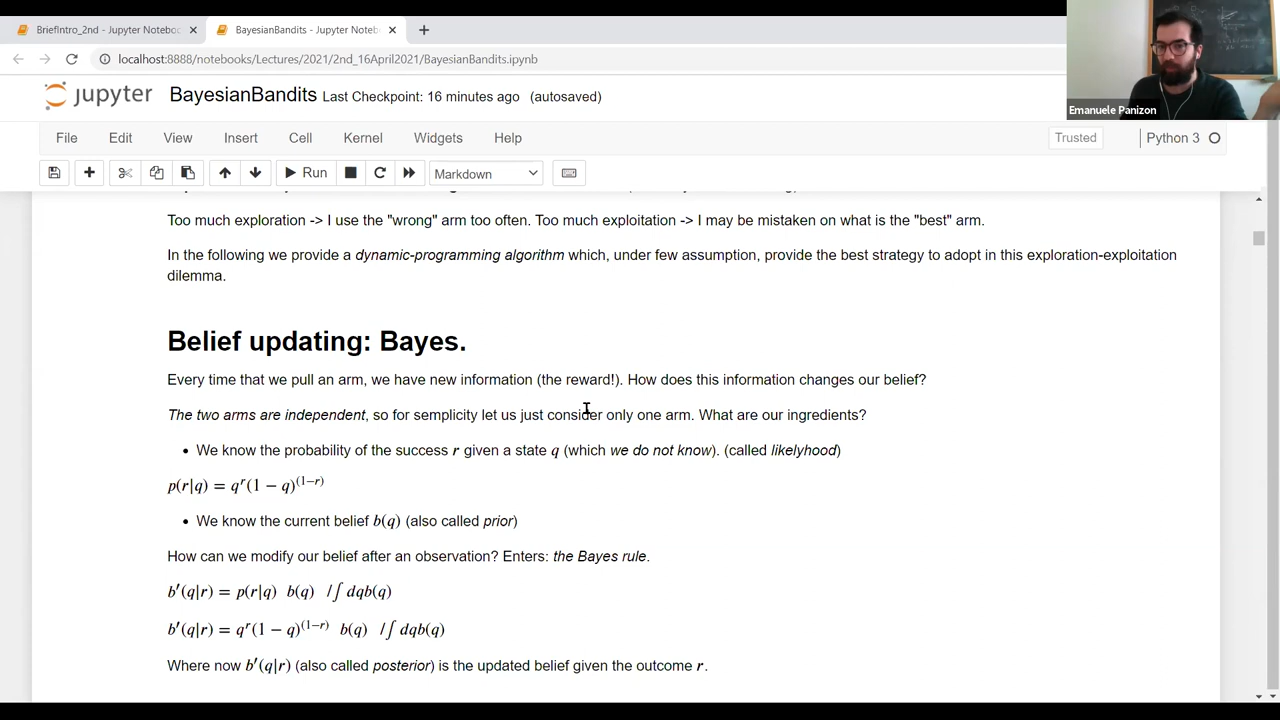 BriefIntro_2nd - Jupyter Noteboo
BayesianBandits - Jupyter Noteb
localhost:8888/notebooks/Lectures/2021/2nd_16April2021/BayesianBandits.ipynb
Emanuele Panizon
jupyter BayesianBandits Last Checkpoint: 16 minutes ago (autosaved)
File Edit View Insert Cell Kernel Widgets Help Trusted Python 3
Run Markdown
Too much exploration -> I use the "wrong" arm too often. Too much exploitation -> I may be mistaken on what is the "best" arm.
In the following we provide a dynamic-programming algorithm which, under few assumption, provide the best strategy to adopt in this exploration-exploitation
dilemma.
Belief updating: Bayes.
Every time that we pull an arm, we have new information (the reward!). How does this information changes our belief?
The two arms are independent, so for semplicity let us just consider only one arm. What are our ingredients?
• We know the probability of the success r given a state q (which we do not know). (called likelyhood)
p(r|q) = q^r(1 − q)^(1−r)
• We know the current belief b(q) (also called prior)
How can we modify our belief after an observation? Enters: the Bayes rule.
b′(q|r) = p(r|q) b(q) /∫ dqb(q)
b′(q|r) = q^r(1 − q)^(1−r) b(q) /∫ dqb(q)
Where now b′(q|r) (also called posterior) is the updated belief given the outcome r.